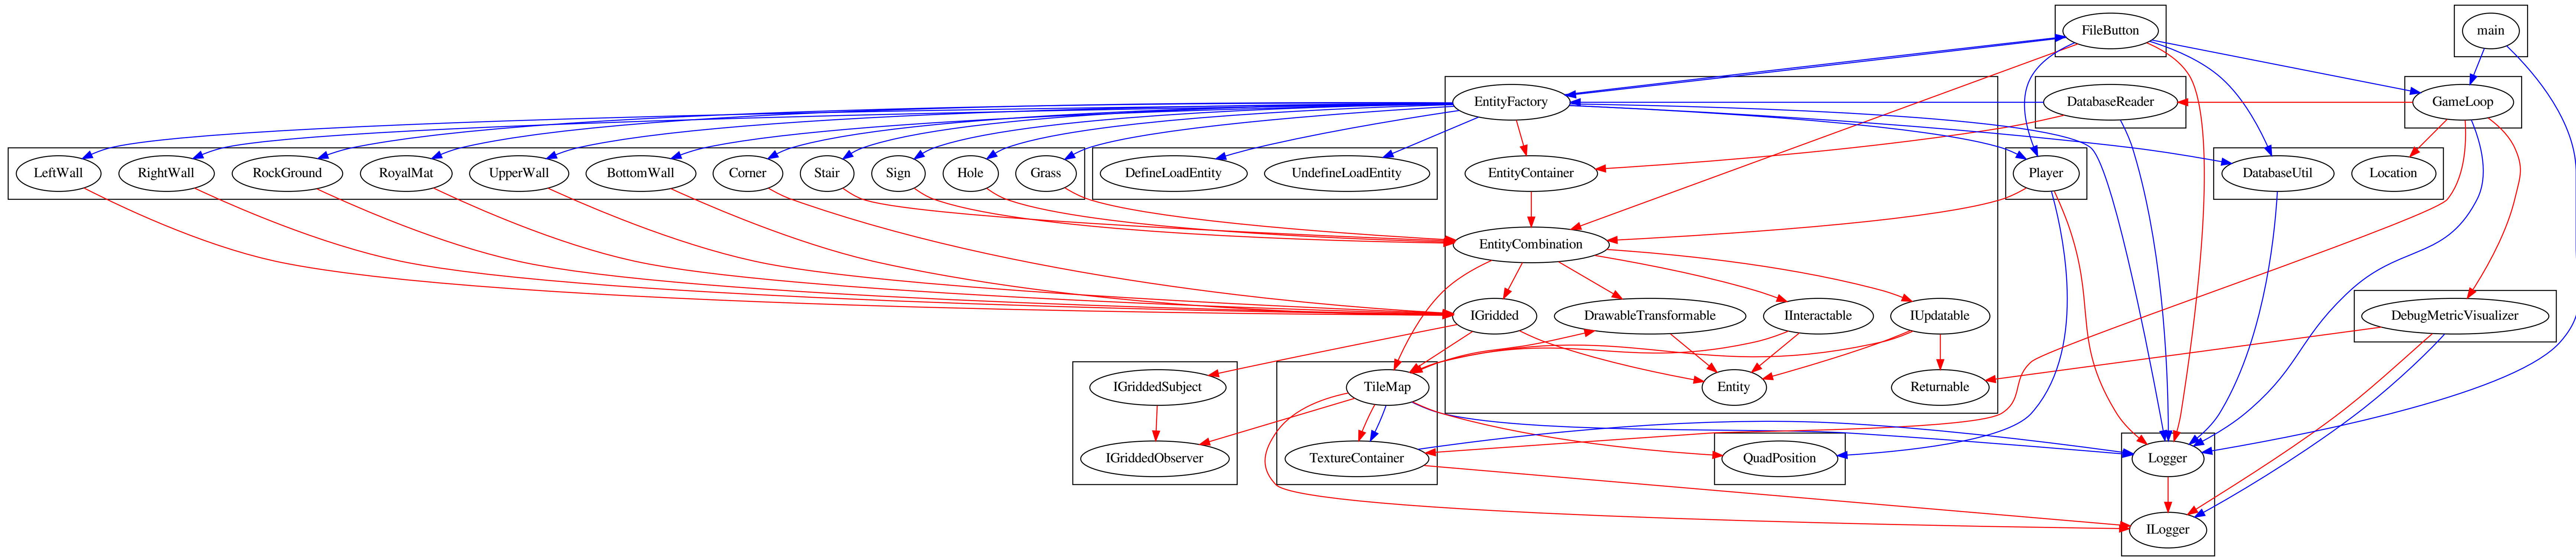 FileButton
main
EntityFactory
DatabaseReader
GameLoop
LeftWall
RightWall
RockGround
RoyalMat
UpperWall
BottomWall
Corner
Stair
Sign
Hole
Grass
DefineLoadEntity
UndefineLoadEntity
EntityContainer
Player
DatabaseUtil
Location
EntityCombination
IGridded
DrawableTransformable
IInteractable
IUpdatable
DebugMetricVisualizer
IGriddedSubject
TileMap
Entity
Returnable
IGriddedObserver
TextureContainer
QuadPosition
Logger
ILogger